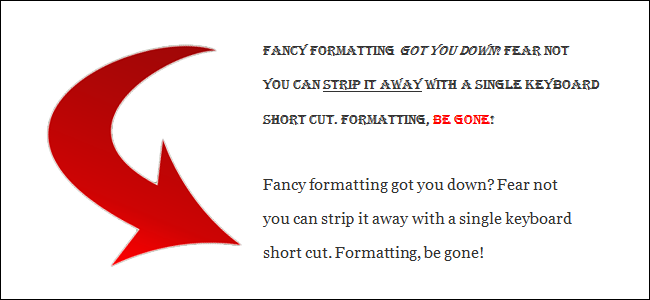 FANCY FORMATTING GOT YOU DOWN? FEAR NOT
YOU CAN STRIP IT AWAY WITH A SINGLE KEYBOARD
SHORT CUT. FORMATTING, BE GONE!
Fancy formatting got you down? Fear not
you can strip it away with a single keyboard
short cut. Formatting, be gone!